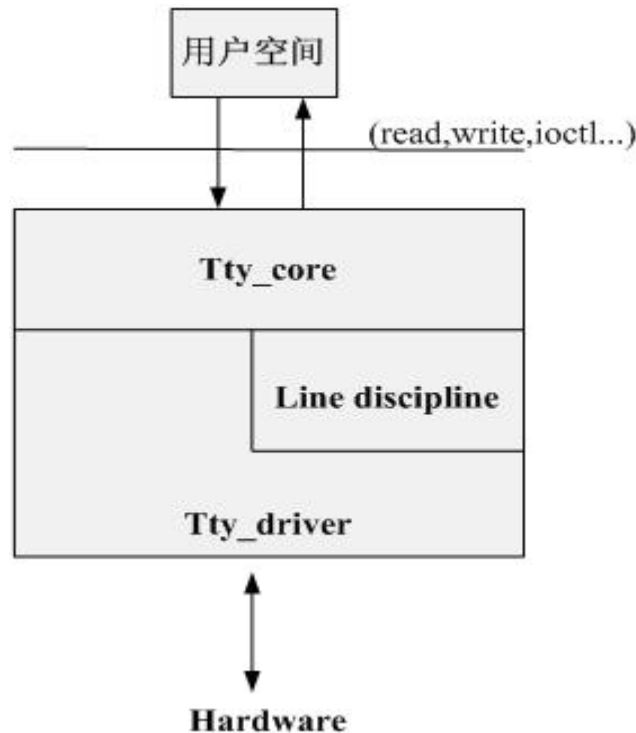 用户空间
(read,write,ioctl...)
Tty_core
Line discipline
Tty_driver
Hardware